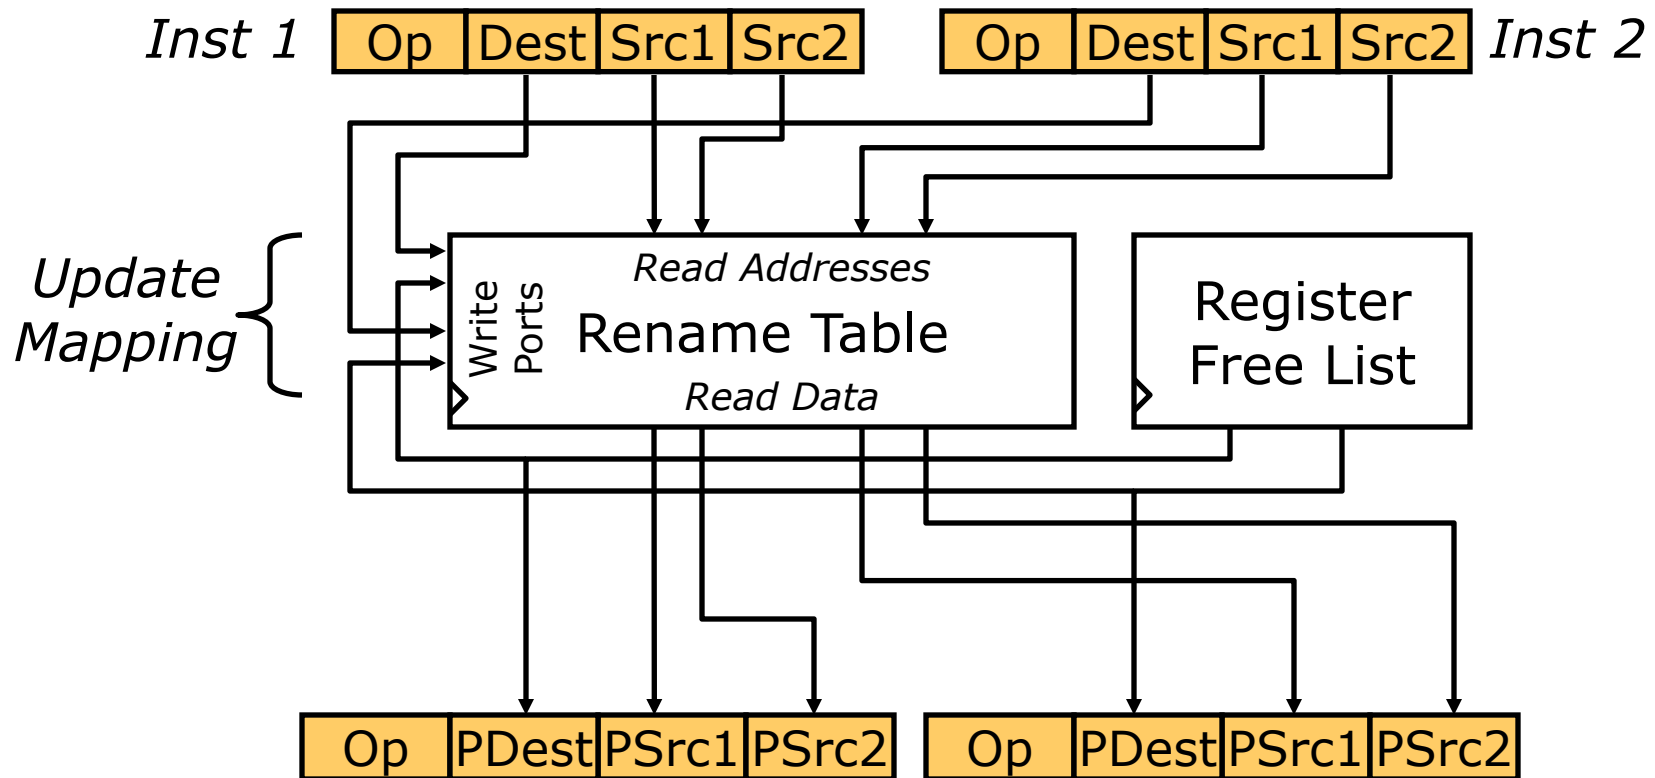 Inst 1
Op Dest Src1 Src2
Op Dest Src1 Src2
Inst 2
Update
Mapping
Write
Ports
Read Addresses
Rename Table
Read Data
Register
Free List
Op PDest PSrc1 PSrc2
Op PDest PSrc1 PSrc2